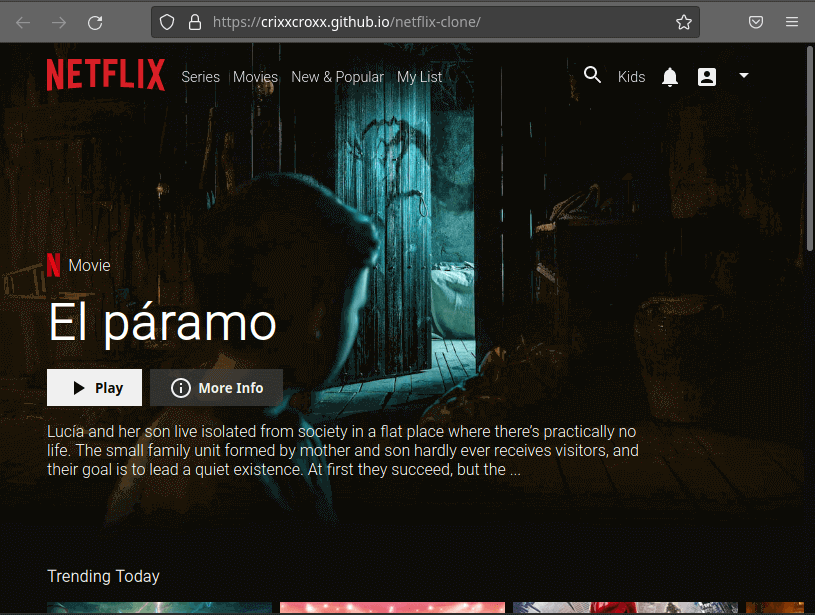 https://crixxcroxx.github.io/netflix-clone/
NETFLIX Series Movies New & Popular My List Kids
N Movie
El páramo
Play More Info
Lucía and her son live isolated from society in a flat place where there's practically no
life. The small family unit formed by mother and son hardly ever receives visitors, and
their goal is to lead a quiet existence. At first they succeed, but the ...
Trending Today